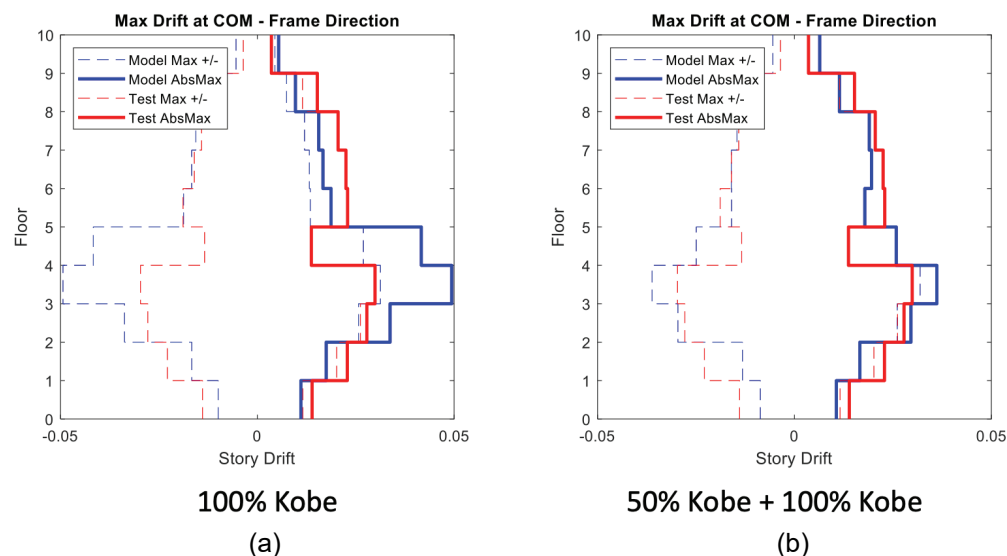 Max Drift at COM - Frame Direction
Model Max +/-
Model AbsMax
Test Max +/-
Test AbsMax
10
9
8
7
6
5
4
3
2
1
0
Floor
-0.05
0
0.05
Story Drift
100% Kobe
(a)
Max Drift at COM - Frame Direction
Model Max +/-
Model AbsMax
Test Max +/-
Test AbsMax
10
9
8
7
6
5
4
3
2
1
0
Floor
-0.05
0
0.05
Story Drift
50% Kobe + 100% Kobe
(b)